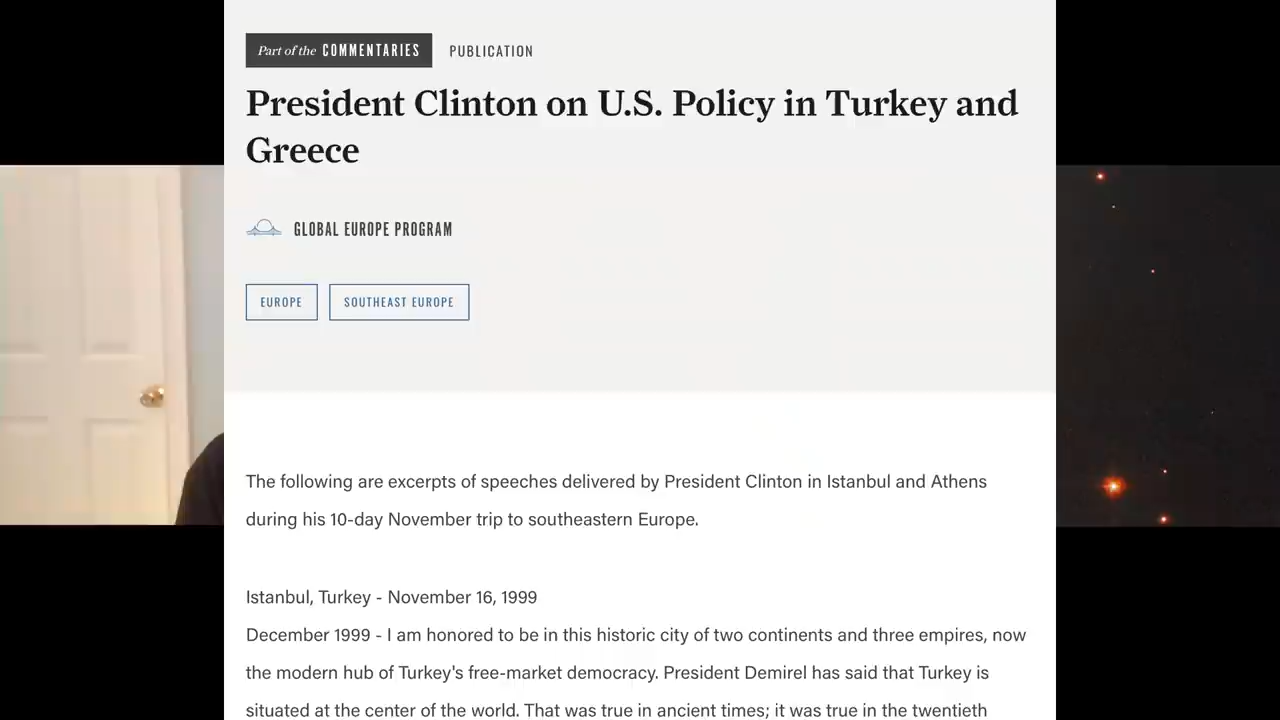 Part of the COMMENTARIES PUBLICATION
President Clinton on U.S. Policy in Turkey and
Greece
GLOBAL EUROPE PROGRAM
EUROPE SOUTHEAST EUROPE
The following are excerpts of speeches delivered by President Clinton in Istanbul and Athens
during his 10-day November trip to southeastern Europe.
Istanbul, Turkey - November 16, 1999
December 1999 - I am honored to be in this historic city of two continents and three empires, now
the modern hub of Turkey's free-market democracy. President Demirel has said that Turkey is
situated at the center of the world. That was true in ancient times; it was true in the twentieth